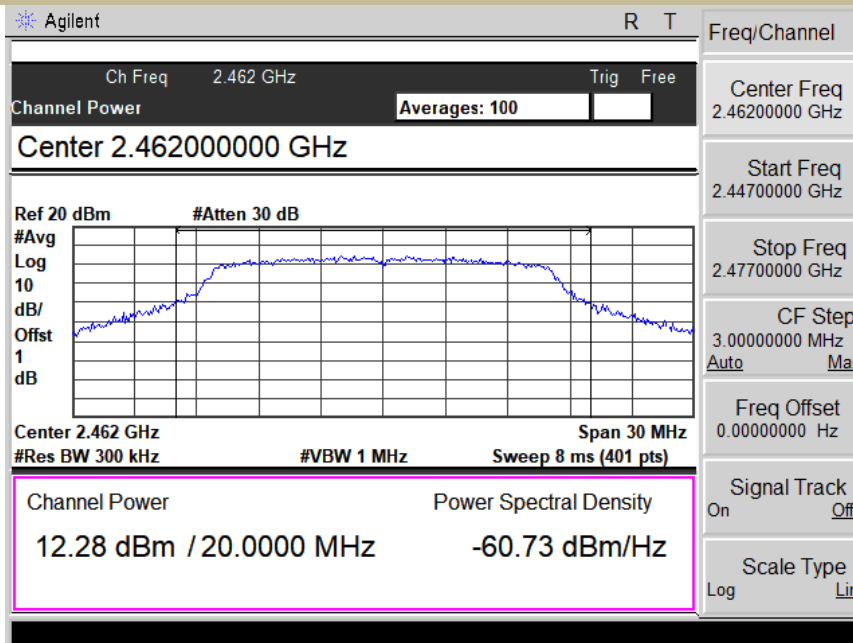 Agilent R T
Ch Freq 2.462 GHz Trig Free
Channel Power Averages: 100
Center 2.462000000 GHz
Ref 20 dBm #Atten 30 dB
#Avg
Log
10
dB/
Offst
1
dB
Center 2.462 GHz Span 30 MHz
#Res BW 300 kHz #VBW 1 MHz Sweep 8 ms (401 pts)
Channel Power Power Spectral Density
12.28 dBm / 20.0000 MHz -60.73 dBm/Hz
Freq/Channel
Center Freq
2.46200000 GHz
Start Freq
2.44700000 GHz
Stop Freq
2.47700000 GHz
CF Step
3.00000000 MHz
Auto
Freq Offset
0.00000000 Hz
Signal Track
On Off
Scale Type
Log